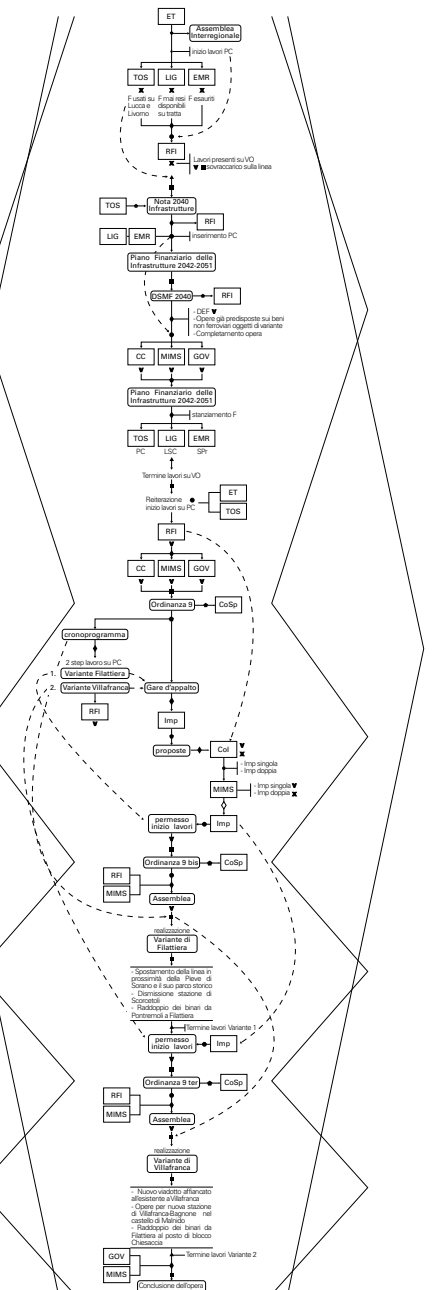 ET
Assemblea
Interregionale
inizio lavori PC
TOS LIG EMR
F usati su
Lucca e
Livorno
F mai resi
disponibili
su tratta
F esauriti
RFI
Lavori presenti su VO
sovraccarico sulla linea
TOS
Nota 2040
Infrastrutture
RFI
LIG EMR
inserimento PC
Piano Finanziario delle
Infrastrutture 2042-2051
DSMF 2040
RFI
- DEF
- Opere già predisposte sui beni
non ferroviari oggetti di variante
- Completamento opera
CC MIMS GOV
Piano Finanziario delle
Infrastrutture 2042-2051
stanziamento F
TOS LIG EMR
PC LSC SPr
Termine lavori su VO
Reiterazione
inizio lavori su PC
ET
TOS
RFI
CC MIMS GOV
Ordinanza 9
CoSp
cronoprogramma
2 step lavoro su PC
1. Variante Filattiera
2. Variante Villafranca
Gare d'appalto
RFI
Imp
proposte
Col
- Imp singola
- Imp doppia
MIMS
- Imp singola
- Imp doppia
permesso
inizio lavori
Imp
Ordinanza 9 bis
CoSp
RFI
MIMS
Assemblea
realizzazione
Variante di
Filattiera
- Spostamento della linea in
prossimità della Pieve di
Sorano e il suo parco storico
- Dismissione stazione di
Scorcetoli
- Raddoppio dei binari da
Pontremoli a Filattiera
Termine lavori Variante 1
permesso
inizio lavori
Imp
Ordinanza 9 ter
CoSp
RFI
MIMS
Assemblea
realizzazione
Variante di
Villafranca
- Nuovo viadotto affiancato
all'esistente a Villafranca
- Opere per nuova stazione
di Villafranca-Bagnone nel
castello di Malnido
- Raddoppio dei binari da
Filattiera al posto di blocco
Chiesaccia
GOV
MIMS
Termine lavori Variante 2
Conclusione dell'opera